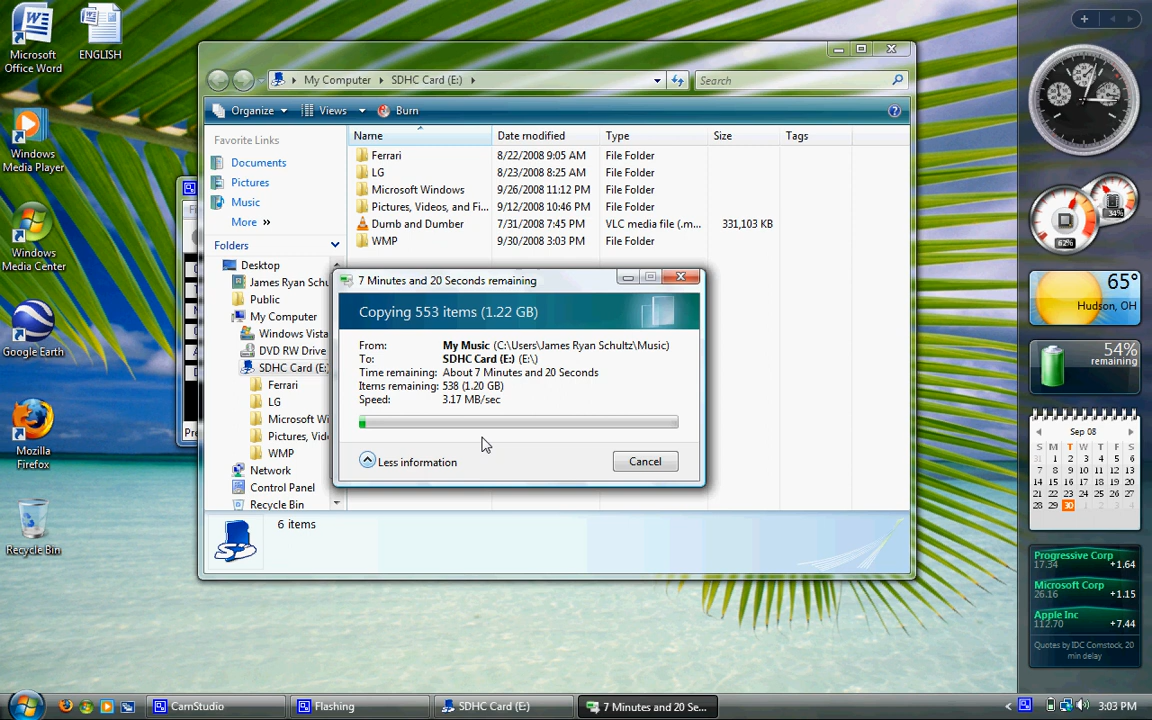 Microsoft
Office Word
ENGLISH
Windows
Media Player
Windows
Media Center
Google Earth
Mozilla
Firefox
Recycle Bin
My Computer
SDHC Card (E:)
Search
Organize
Views
Burn
Favorite Links
Documents
Pictures
Music
More »
Folders
Desktop
James Ryan Schu
Public
My Computer
Windows Vista
DVD RW Drive
SDHC Card (E:
Ferrari
LG
Microsoft Wi
Pictures, Vid
WMP
Network
Control Panel
Recycle Bin
Name Date modified Type Size Tags
Ferrari 8/22/2008 9:05 AM File Folder
LG 8/23/2008 8:25 AM File Folder
Microsoft Windows 9/26/2008 11:12 PM File Folder
Pictures, Videos, and Fi... 9/12/2008 10:46 PM File Folder
Dumb and Dumber 7/31/2008 7:45 PM VLC media file (.m... 331,103 KB
WMP 9/30/2008 3:03 PM File Folder
7 Minutes and 20 Seconds remaining
Copying 553 items (1.22 GB)
From: My Music (C:\Users\James Ryan Schultz\Music)
To: SDHC Card (E:) (E:\)
Time remaining: About 7 Minutes and 20 Seconds
Items remaining: 538 (1.20 GB)
Speed: 3.17 MB/sec
Less information
Cancel
6 items
34%
62%
65°
Hudson, OH
54%
remaining
Sep 08
S M T W T F S
31 1 2 3 4 5 6
7 8 9 10 11 12 13
14 15 16 17 18 19 20
21 22 23 24 25 26 27
28 29 30 1 2 3 4
Progressive Corp
17.34 +1.64
Microsoft Corp
26.16 +1.15
Apple Inc
112.70 +7.44
Quotes by IDC Comstock, 20
min delay
CamStudio
Flashing
SDHC Card (E:)
7 Minutes and 20 Se...
3:03 PM